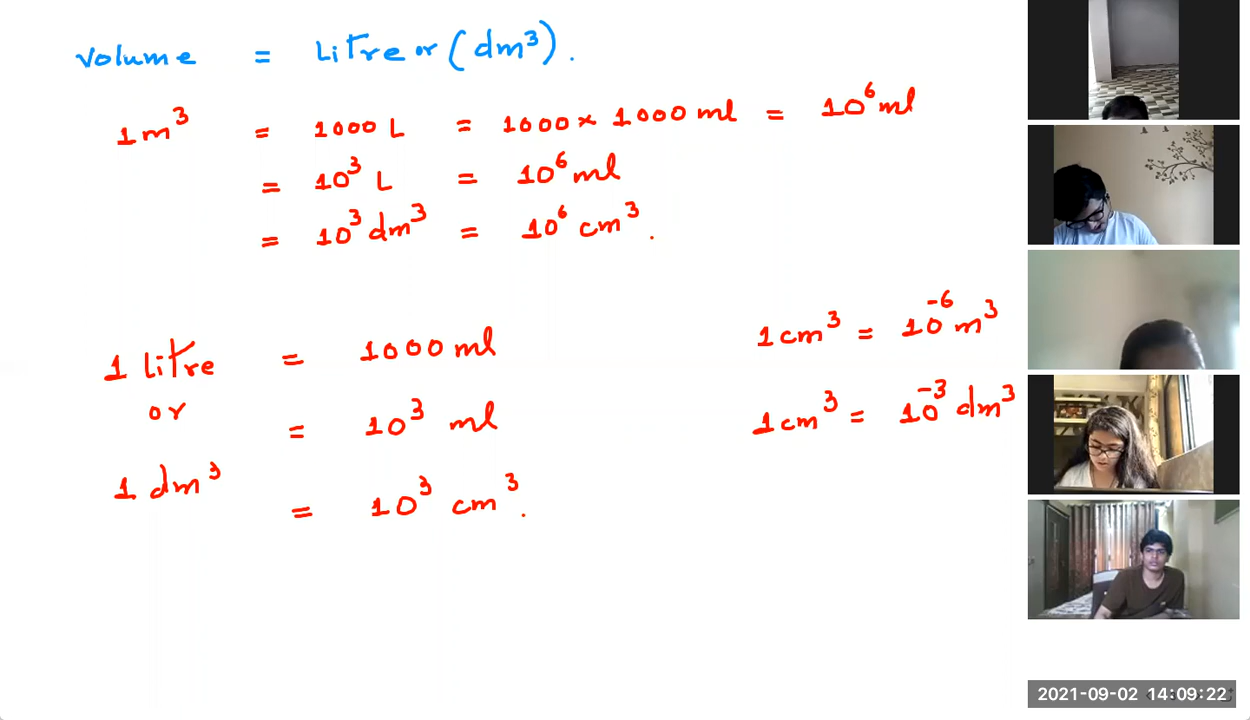 volume = Litre or (dm³).
1m³ = 1000 L = 1000 × 1000 ml = 10⁶ ml
= 10³ L = 10⁶ ml
= 10³ dm³ = 10⁶ cm³.
1 litre = 1000 ml
or = 10³ ml
1 dm³ = 10³ cm³.
1cm³ = 10⁻⁶ m³
1cm³ = 10⁻³ dm³
2021-09-02 14:09:22